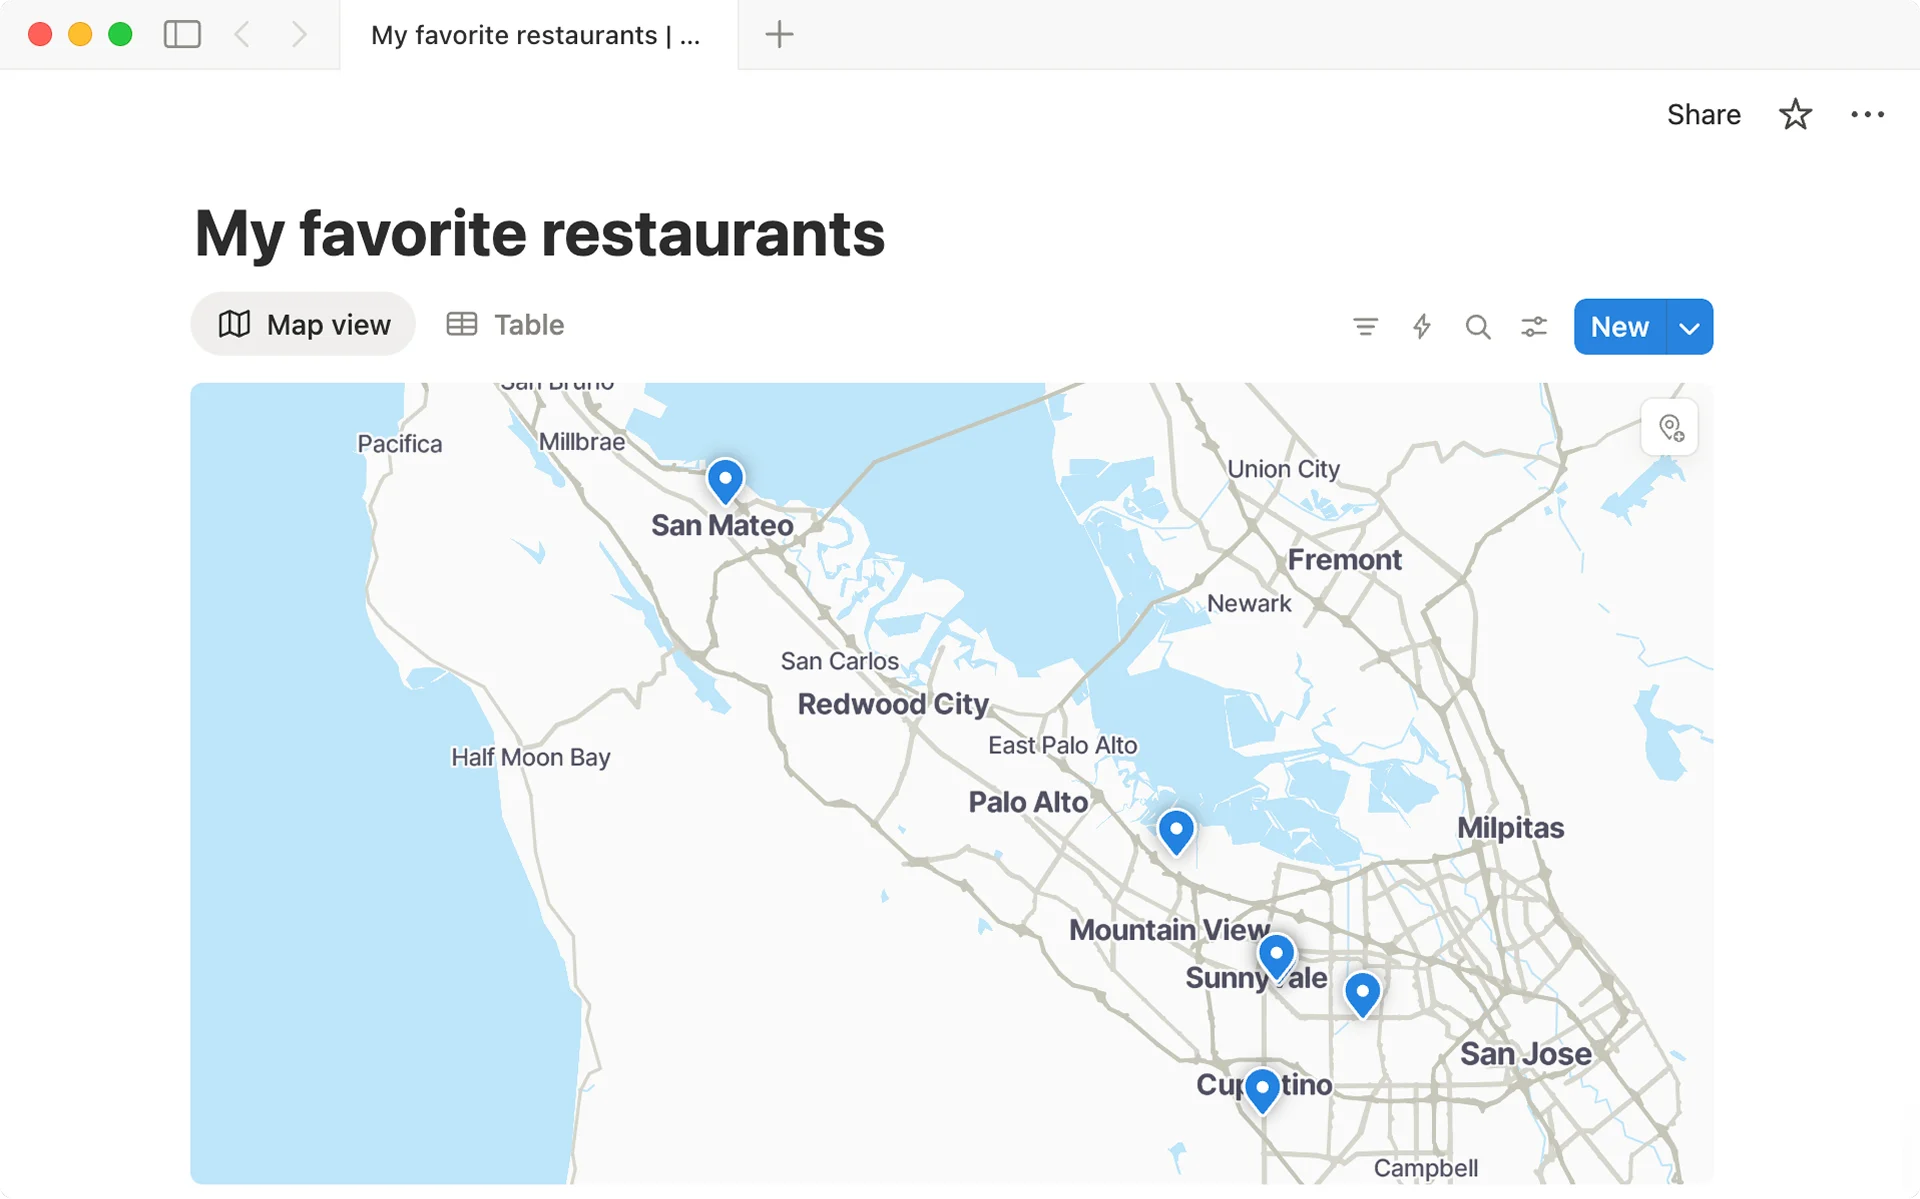 My favorite restaurants | ...
Share
My favorite restaurants
Map view
Table
New
San Bruno
Pacifica
Millbrae
Union City
San Mateo
Fremont
Newark
San Carlos
Redwood City
East Palo Alto
Half Moon Bay
Palo Alto
Milpitas
Mountain View
Sunnyvale
San Jose
Cupertino
Campbell